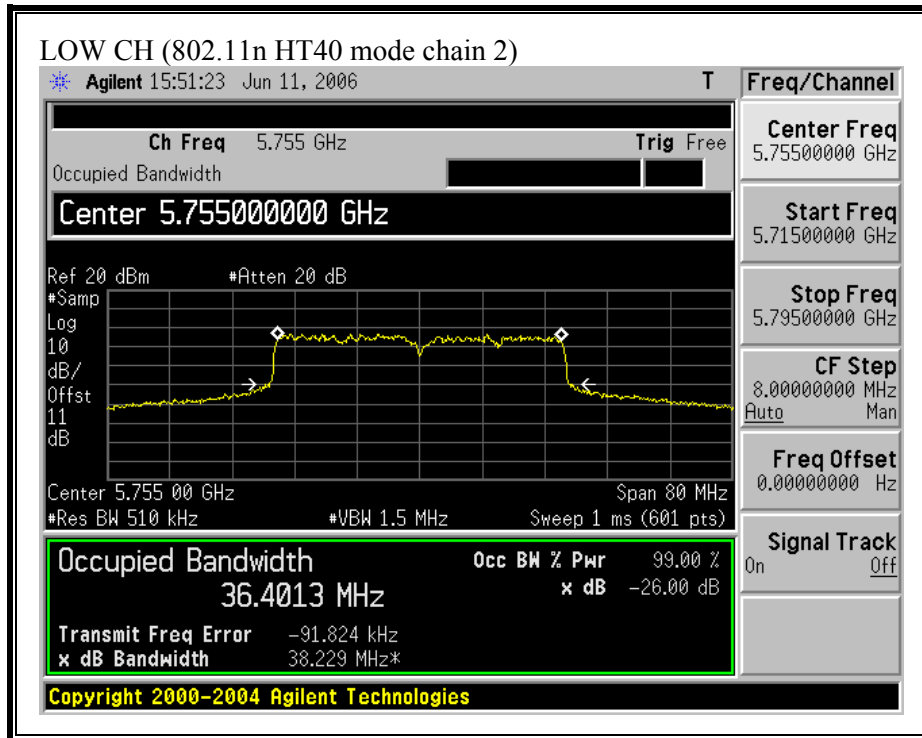 LOW CH (802.11n HT40 mode chain 2)
Agilent 15:51:23 Jun 11, 2006 T
Freq/Channel
Ch Freq 5.755 GHz Trig Free
Occupied Bandwidth
Center 5.755000000 GHz
Ref 20 dBm #Atten 20 dB
#Samp
Log
10
dB/
Offst
11
dB
Center 5.755 00 GHz Span 80 MHz
#Res BW 510 kHz #VBW 1.5 MHz Sweep 1 ms (601 pts)
Occupied Bandwidth Occ BW % Pwr 99.00 %
36.4013 MHz x dB -26.00 dB
Transmit Freq Error -91.824 kHz
x dB Bandwidth 38.229 MHz*
Copyright 2000-2004 Agilent Technologies
Center Freq
5.75500000 GHz
Start Freq
5.71500000 GHz
Stop Freq
5.79500000 GHz
CF Step
8.00000000 MHz
Auto Man
Freq Offset
0.00000000 Hz
Signal Track
On Off